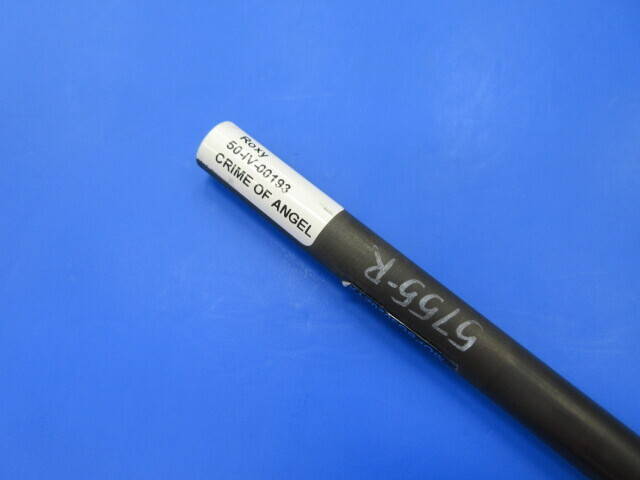 Roxy
50-IV-00193
CRIME OF ANGEL
5755-R